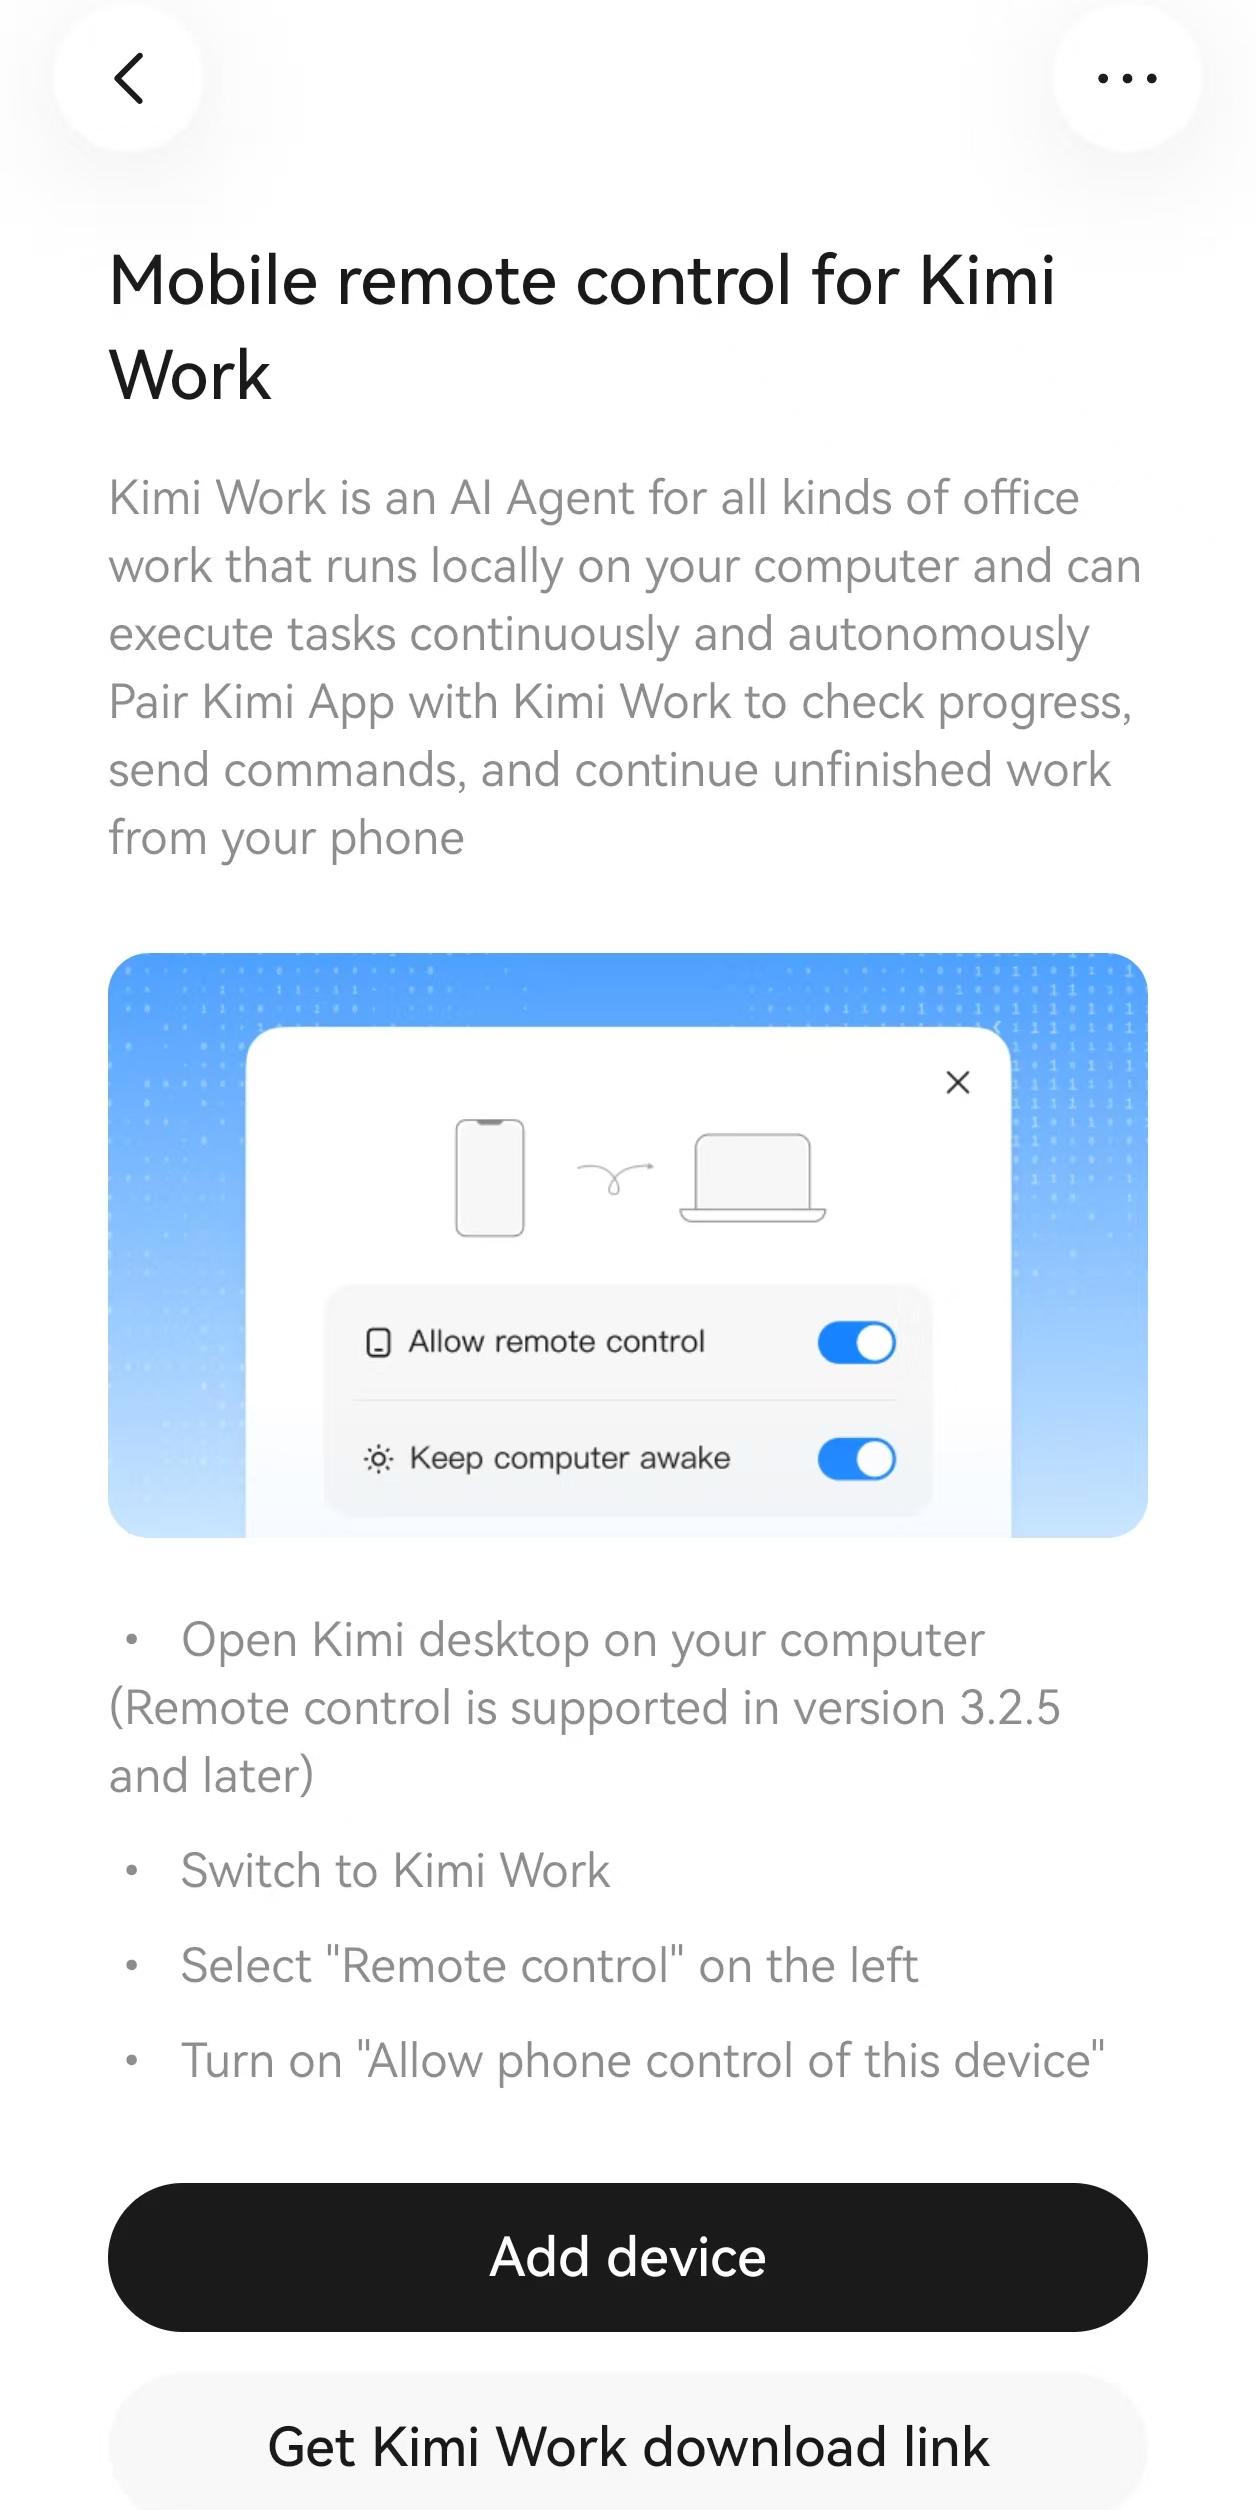 Mobile remote control for Kimi
Work
Kimi Work is an AI Agent for all kinds of office
work that runs locally on your computer and can
execute tasks continuously and autonomously
Pair Kimi App with Kimi Work to check progress,
send commands, and continue unfinished work
from your phone
Allow remote control
Keep computer awake
• Open Kimi desktop on your computer
(Remote control is supported in version 3.2.5
and later)
• Switch to Kimi Work
• Select "Remote control" on the left
• Turn on "Allow phone control of this device"
Add device
Get Kimi Work download link